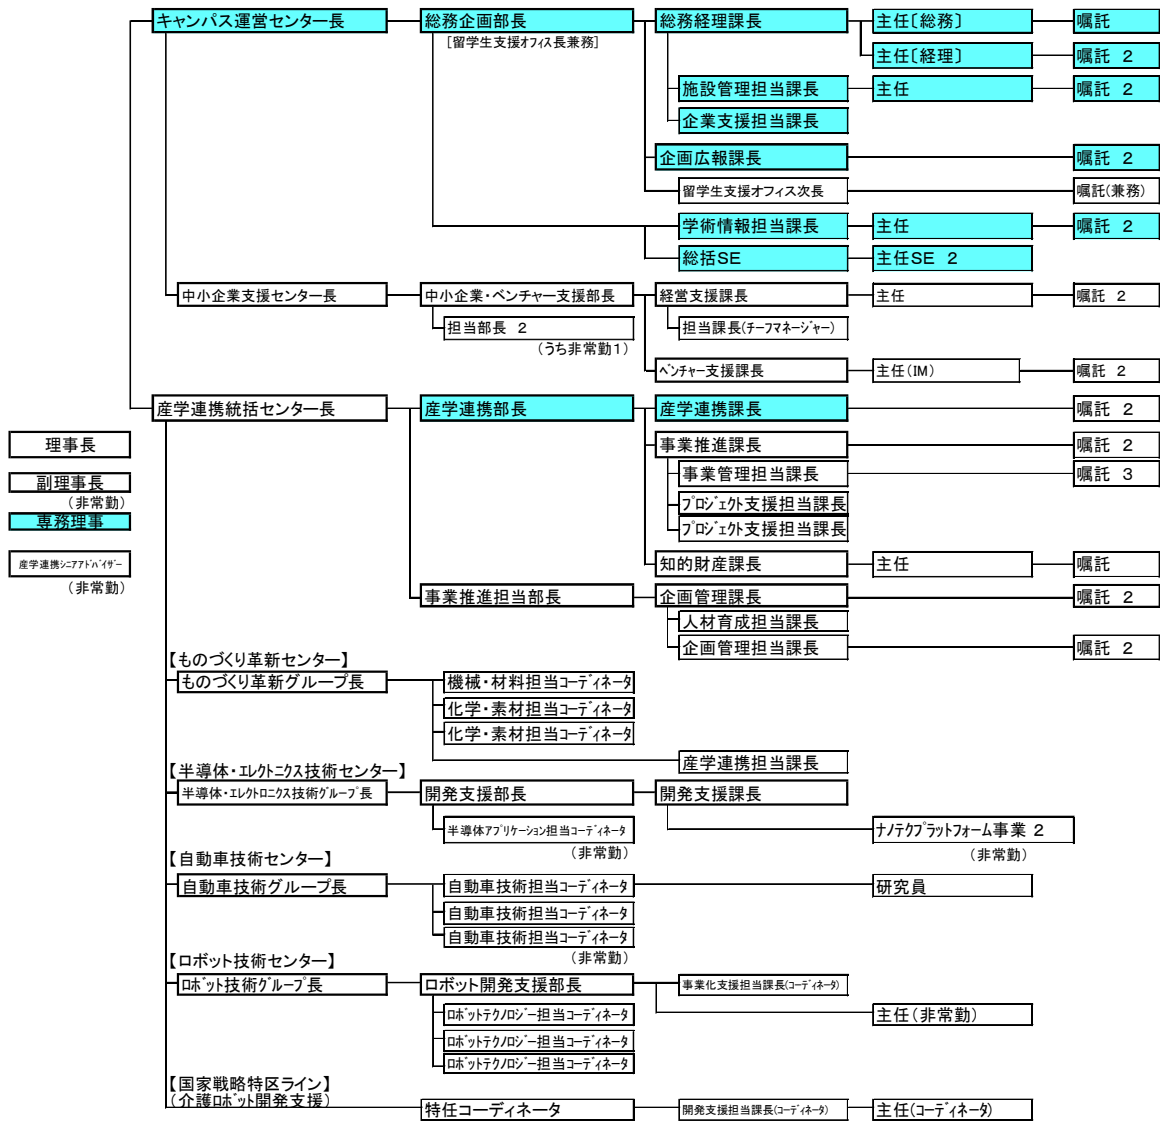 キャンパス運営センター長 総務企画部長 総務経理課長 主任〔総務〕 嘱託
[留学生支援ｵﾌｨｽ長兼務]
主任〔経理〕 嘱託 2
施設管理担当課長 主任 嘱託 2
企業支援担当課長
企画広報課長 嘱託 2
留学生支援オフィス次長 嘱託(兼務)
学術情報担当課長 主任 嘱託 2
総括SE 主任SE 2
中小企業支援センター長 中小企業・ベンチャー支援部長 経営支援課長 主任 嘱託 2
担当部長 2 担当課長(チーフマネージャー)
(うち非常勤1)
ベンチャー支援課長 主任(IM) 嘱託 2
産学連携統括センター長 産学連携部長 産学連携課長 嘱託 2
理事長 事業推進課長 嘱託 2
副理事長 事業管理担当課長 嘱託 3
(非常勤)
プロジェクト支援担当課長
専務理事 プロジェクト支援担当課長
産学連携ｼﾆｱｱﾄﾞﾊﾞｲｻﾞｰ 知的財産課長 主任 嘱託
(非常勤)
事業推進担当部長 企画管理課長 嘱託 2
人材育成担当課長
企画管理担当課長 嘱託 2
【ものづくり革新センター】
ものづくり革新グループ長 機械・材料担当ｺｰﾃﾞｨﾈｰﾀ
化学・素材担当ｺｰﾃﾞｨﾈｰﾀ
化学・素材担当ｺｰﾃﾞｨﾈｰﾀ
産学連携担当課長
【半導体・エレクトニクス技術センター】
半導体・エレクトロニクス技術グループ長 開発支援部長 開発支援課長
半導体アプリケーション担当コーディネータ ナノテクプラットフォーム事業 2
(非常勤) (非常勤)
【自動車技術センター】
自動車技術グループ長 自動車技術担当ｺｰﾃﾞｨﾈｰﾀ 研究員
自動車技術担当ｺｰﾃﾞｨﾈｰﾀ
自動車技術担当ｺｰﾃﾞｨﾈｰﾀ
(非常勤)
【ロボット技術センター】
ロボット技術グループ長 ロボット開発支援部長 事業化支援担当課長(ｺｰﾃﾞｨﾈｰﾀ)
ロボットテクノロジー担当コーディネータ 主任(非常勤)
ロボットテクノロジー担当コーディネータ
ロボットテクノロジー担当コーディネータ
【国家戦略特区ライン】
(介護ロボット開発支援)
特任コーディネータ 開発支援担当課長(ｺｰﾃﾞｨﾈｰﾀ) 主任(コーディネータ)